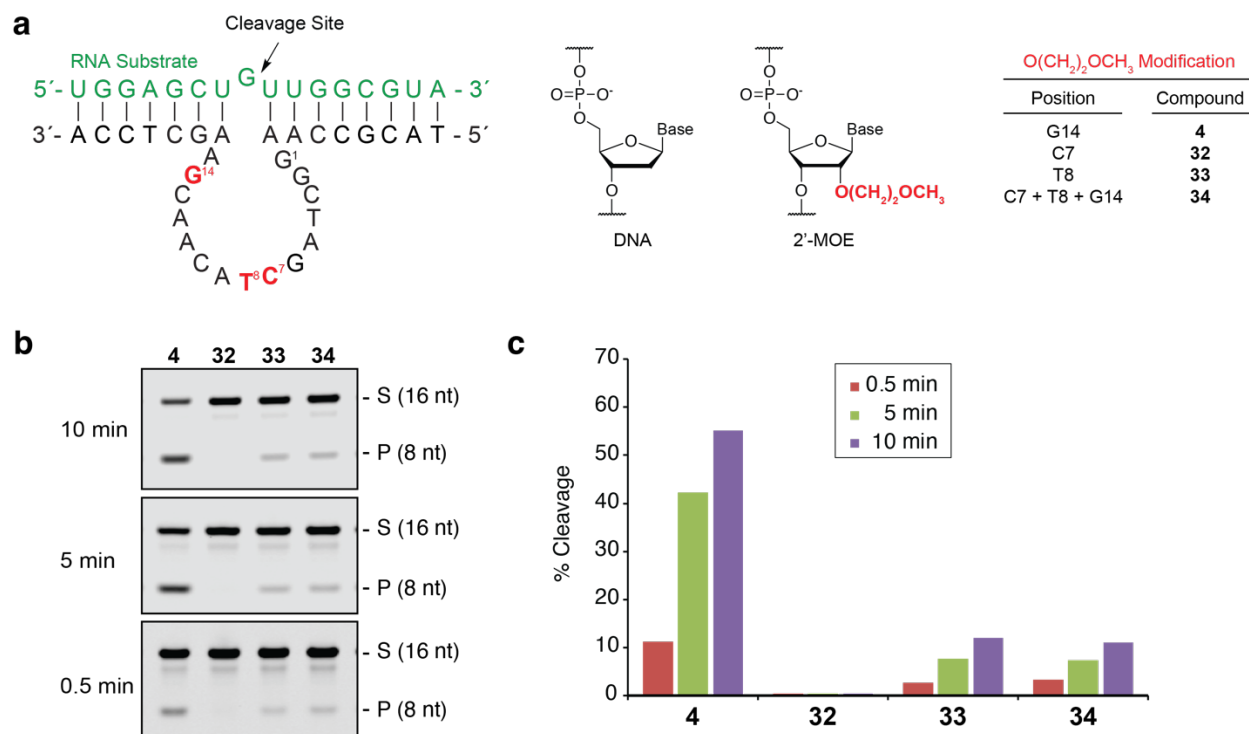 a
Cleavage Site
RNA Substrate
5´- U G G A G C U G U U G G C G U A - 3´
3´- A C C T C G A A A C C G C A T - 5´
A G¹
G¹⁴ G
C C
A T
A A
C G
A T⁸ C⁷
O=P-O-
O
O
Base
O
DNA
O=P-O-
O
O
Base
O
O(CH₂)₂OCH₃
2’-MOE
O(CH₂)₂OCH₃ Modification
Position Compound
G14 4
C7 32
T8 33
C7 + T8 + G14 34
b
4 32 33 34
10 min
- S (16 nt)
- P (8 nt)
5 min
- S (16 nt)
- P (8 nt)
0.5 min
- S (16 nt)
- P (8 nt)
c
% Cleavage
70
60
50
40
30
20
10
0
0.5 min
5 min
10 min
4 32 33 34